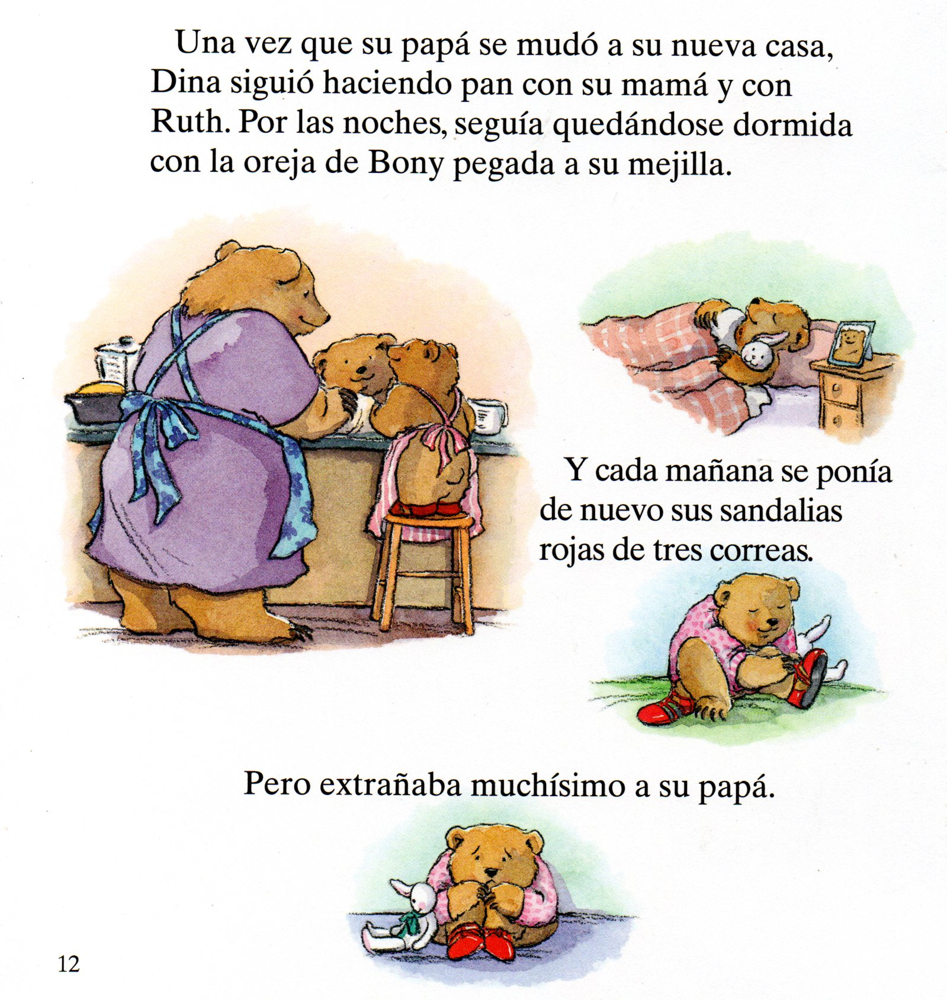 Una vez que su papá se mudó a su nueva casa,
Dina siguió haciendo pan con su mamá y con
Ruth. Por las noches, seguía quedándose dormida
con la oreja de Bony pegada a su mejilla.
Y cada mañana se ponía
de nuevo sus sandalias
rojas de tres correas.
Pero extrañaba muchísimo a su papá.
12